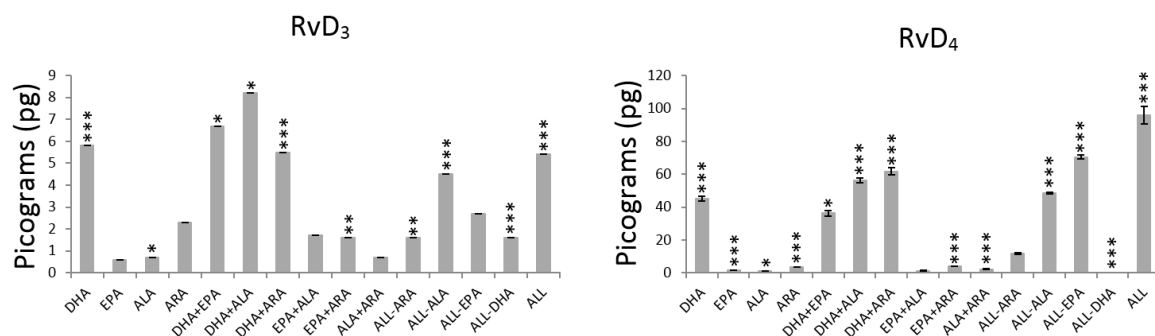 RvD3
Picograms (pg)
9
8
7
6
5
4
3
2
1
0
***
*
*
*
***
**
**
***
***
***
DHA
EPA
ALA
ARA
DHA+EPA
DHA+ALA
DHA+ARA
EPA+ALA
EPA+ARA
ALA+ARA
ALL-ARA
ALL-ALA
ALL-EPA
ALL-DHA
ALL
RvD4
Picograms (pg)
120
100
80
60
40
20
0
***
***
*
***
*
***
***
***
***
***
***
***
***
DHA
EPA
ALA
ARA
DHA+EPA
DHA+ALA
DHA+ARA
EPA+ALA
EPA+ARA
ALA+ARA
ALL-ARA
ALL-ALA
ALL-EPA
ALL-DHA
ALL